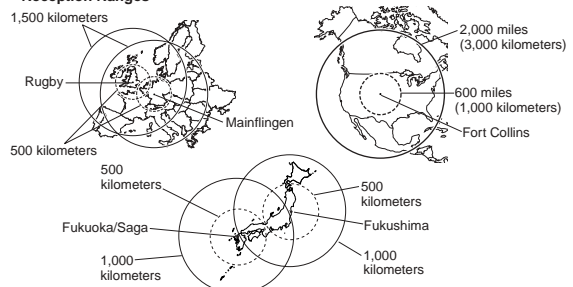 Reception Ranges
1,500 kilometers
Rugby
500 kilometers
Mainflingen
2,000 miles
(3,000 kilometers)
600 miles
(1,000 kilometers)
Fort Collins
500
kilometers
Fukuoka/Saga
1,000
kilometers
500
kilometers
Fukushima
1,000
kilometers